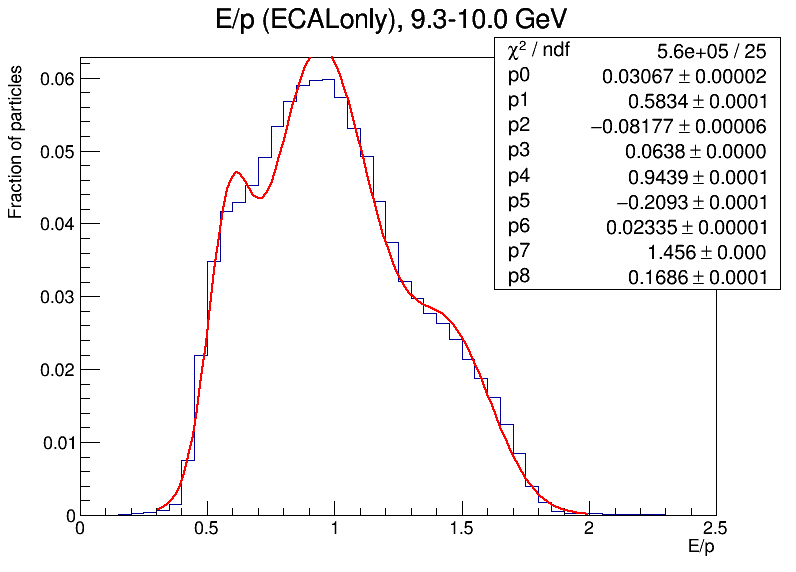 E/p (ECALonly), 9.3-10.0 GeV
χ² / ndf 5.6e+05 / 25
p0 0.03067 ± 0.00002
p1 0.5834 ± 0.0001
p2 −0.08177 ± 0.00006
p3 0.0638 ± 0.0000
p4 0.9439 ± 0.0001
p5 −0.2093 ± 0.0001
p6 0.02335 ± 0.00001
p7 1.456 ± 0.000
p8 0.1686 ± 0.0001
Fraction of particles
0.06
0.05
0.04
0.03
0.02
0.01
0
0 0.5 1 1.5 2 2.5
E/p